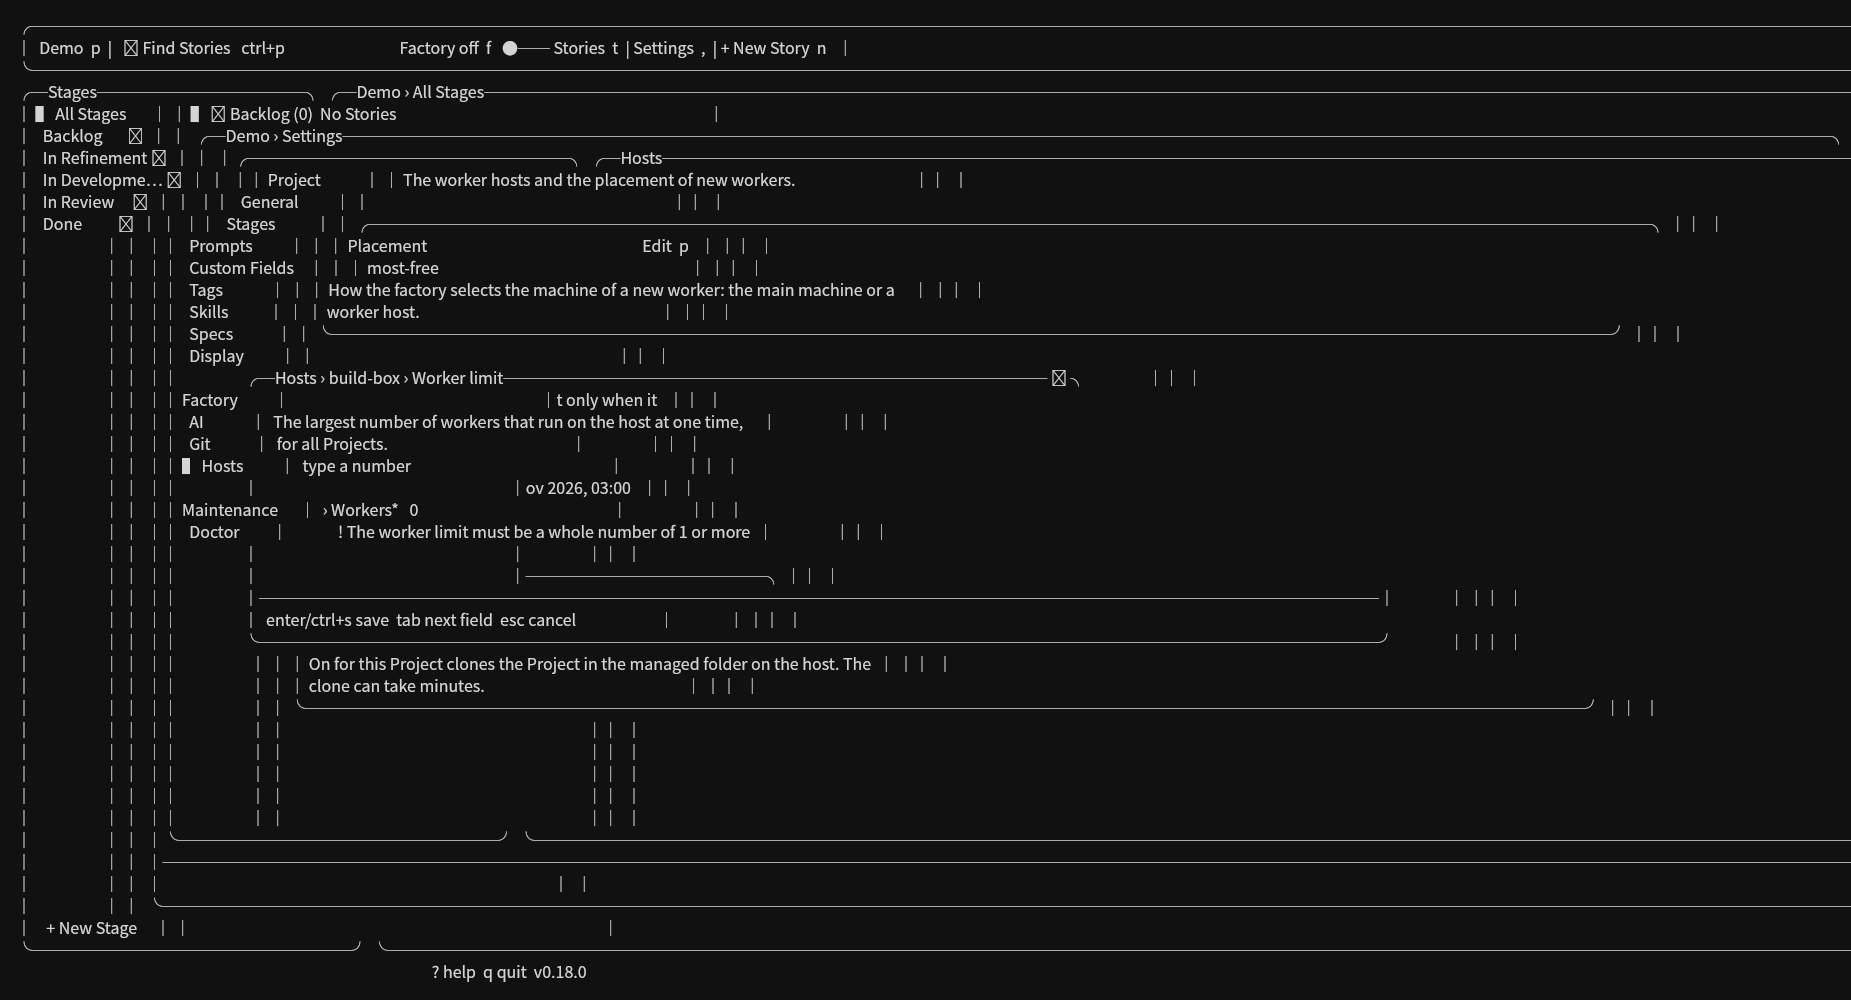 Demo p | Find Stories ctrl+p Factory off f ●── Stories t | Settings , | + New Story n
Stages Demo › All Stages
All Stages Backlog (0) No Stories
Backlog Demo › Settings
In Refinement Hosts
In Developme… Project The worker hosts and the placement of new workers.
In Review General
Done Stages
Prompts Placement Edit p
Custom Fields most-free
Tags How the factory selects the machine of a new worker: the main machine or a
Skills worker host.
Specs
Display
Hosts › build-box › Worker limit
Factory t only when it
AI The largest number of workers that run on the host at one time,
Git for all Projects.
Hosts type a number
ov 2026, 03:00
Maintenance › Workers* 0
Doctor ! The worker limit must be a whole number of 1 or more
enter/ctrl+s save tab next field esc cancel
On for this Project clones the Project in the managed folder on the host. The
clone can take minutes.
+ New Stage
? help q quit v0.18.0